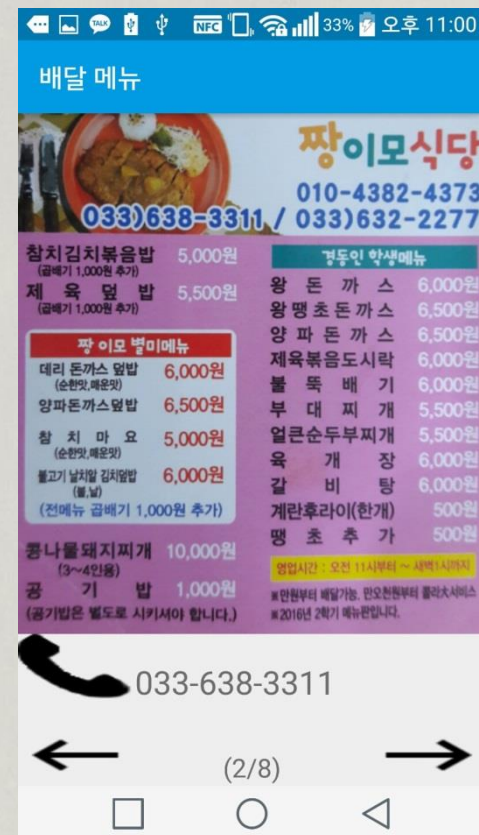 TALK NFC 33% 오후 11:00
배달 메뉴
짱이모식당
010-4382-4373
033)638-3311 / 033)632-2277
참치김치볶음밥 5,000원
(곱배기 1,000원 추가)
제육덮밥 5,500원
(곱배기 1,000원 추가)
짱 이모 별미메뉴
데리 돈까스 덮밥 6,000원
(순한맛,매운맛)
양파돈까스덮밥 6,500원
참치마요 5,000원
(순한맛,매운맛)
불고기 날치알 김치덮밥 6,000원
(불,날)
(전메뉴 곱배기 1,000원 추가)
콩나물돼지찌개 10,000원
(3~4인용)
공기밥 1,000원
(공기밥은 별도로 시키셔야 합니다.)
경동인 학생메뉴
왕돈까스 6,000원
왕땡초돈까스 6,500원
양파돈까스 6,500원
제육볶음도시락 6,000원
불뚝배기 6,000원
부대찌개 5,500원
얼큰순두부찌개 5,500원
육개장 6,000원
갈비탕 6,000원
계란후라이(한개) 500원
땡초추가 500원
영업시간 : 오전 11시부터 ~ 새벽1시까지
※만원부터 배달가능, 만오천원부터 콜라大서비스
※2016년 2학기 메뉴판입니다.
033-638-3311
(2/8)